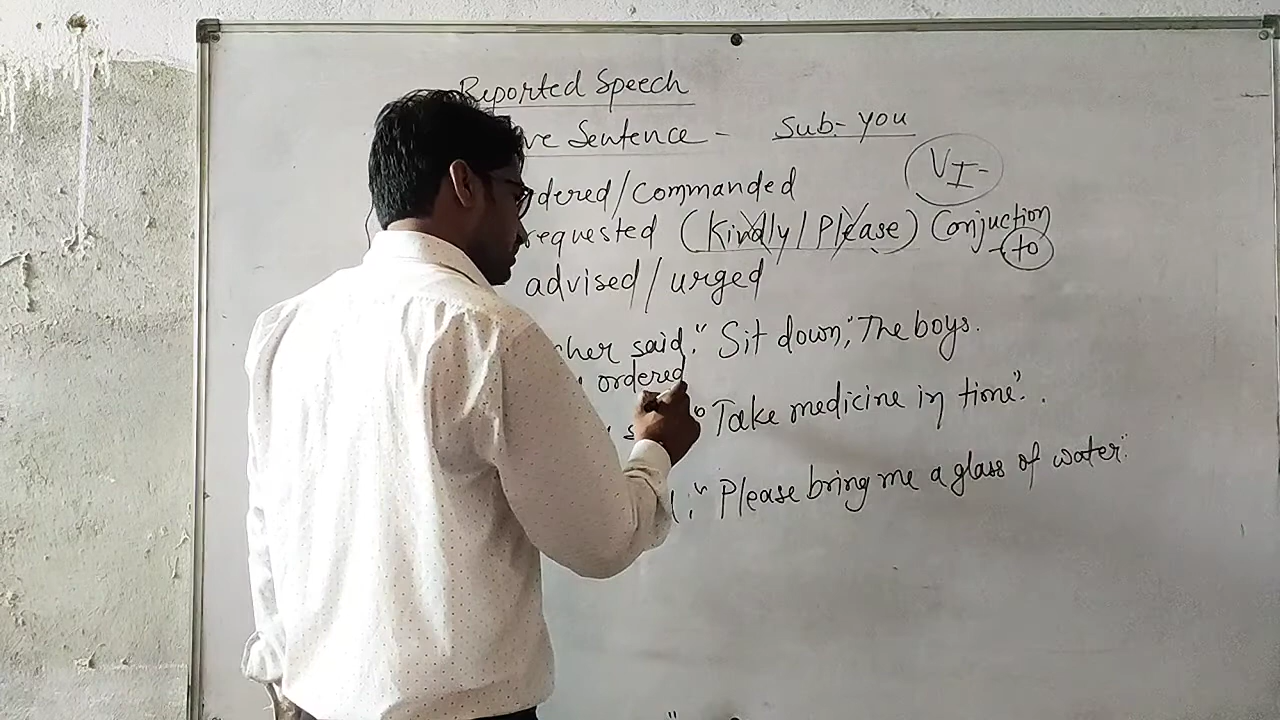 Reported Speech
ve Sentence - Sub- you
VI-
dered/commanded
requested (Kindly/Please) Conjuction
to
advised/urged
cher said:" Sit down," The boys.
ordered
"Take medicine in time".
"Please bring me a glass of water."